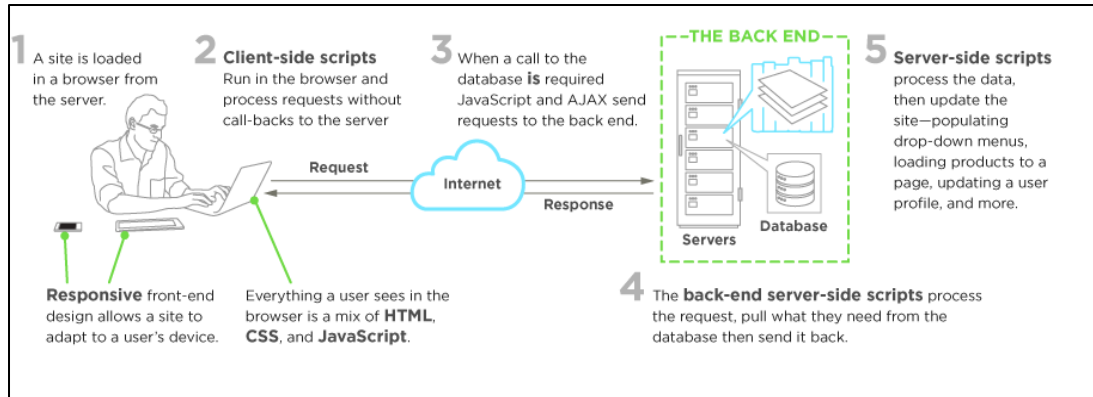 1 A site is loaded
in a browser from
the server.
2 Client-side scripts
Run in the browser and
process requests without
call-backs to the server
3 When a call to the
database is required
JavaScript and AJAX send
requests to the back end.
THE BACK END
5 Server-side scripts
process the data,
then update the
site—populating
drop-down menus,
loading products to a
page, updating a user
profile, and more.
Request
Internet
Response
Servers
Database
Responsive front-end
design allows a site to
adapt to a user's device.
Everything a user sees in the
browser is a mix of HTML,
CSS, and JavaScript.
4 The back-end server-side scripts process
the request, pull what they need from the
database then send it back.